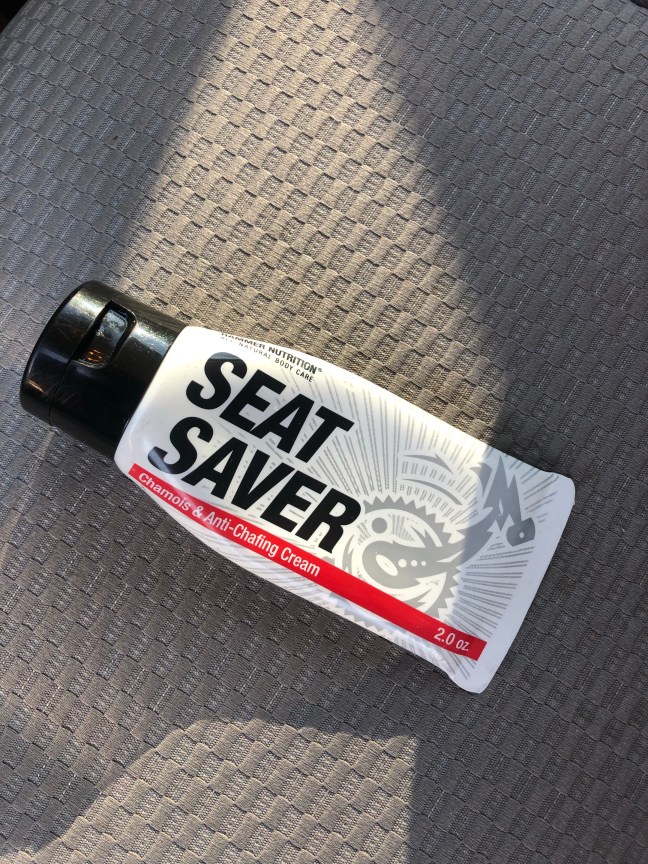 HAMMER NUTRITION®
ALL NATURAL BODY CARE
SEAT
SAVER
Chamois & Anti-Chafing Cream
2.0 oz.